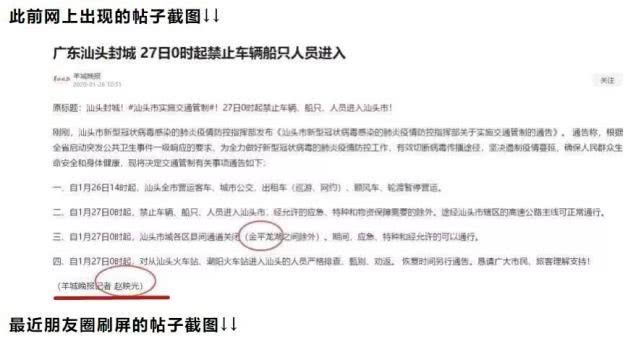 此前网上出现的帖子截图↓↓
广东汕头封城 27日0时起禁止车辆船只人员进入
羊城晚报
2020-01-26 10:51
关注
原标题:汕头封城!#汕头市实施交通管制#!27日0时起禁止车辆、船只、人员进入汕头市!
刚刚,汕头市新型冠状病毒感染的肺炎疫情防控指挥部发布《汕头市新型冠状病毒感染的肺炎疫情防控指挥部关于实施交通管制的通告》。通告称,根据
全省启动突发公共卫生事件一级响应的要求,为全力做好新型冠状病毒感染的肺炎疫情防控工作,有效切断病毒传播途径,坚决遏制疫情蔓延,确保人民群众生
命安全和身体健康,现将决定交通管制有关事项通告如下:
一、自1月26日14时起,汕头全市营运客车、城市公交、出租车(巡游、网约)、顺风车、轮渡暂停营运。
二、自1月27日0时起,禁止车辆、船只、人员进入汕头市,经允许的应急、特种和物资保障需要的除外。途经汕头市辖区的高速公路主线可正常通行。
三、自1月27日0时起,汕头市城各区县间通道关闭(金平龙湖之间除外)。期间,应急、特种和经允许的可以通行。
四、自1月27日0时起,对从汕头火车站、潮阳火车站进入汕头的人员严格排查、甄别、劝返。恢复时间另行通告。恳请广大市民、旅客理解支持!
(羊城晚报记者 赵映光)
最近朋友圈刷屏的帖子截图↓↓